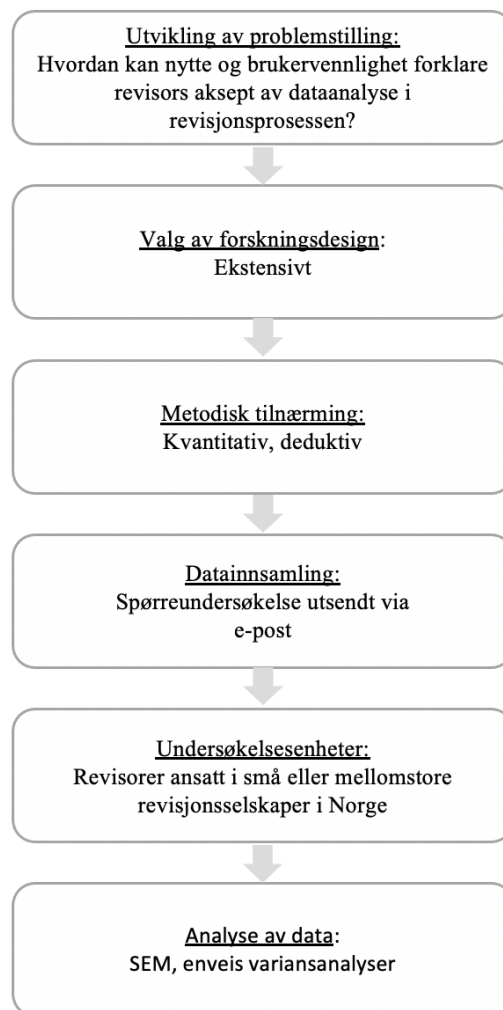 Utvikling av problemstilling:
Hvordan kan nytte og brukervennlighet forklare
revisors aksept av dataanalyse i
revisjonsprosessen?
Valg av forskningsdesign:
Ekstensivt
Metodisk tilnærming:
Kvantitativ, deduktiv
Datainnsamling:
Spørreundersøkelse utsendt via
e-post
Undersøkelsesenheter:
Revisorer ansatt i små eller mellomstore
revisjonsselskaper i Norge
Analyse av data:
SEM, enveis variansanalyser